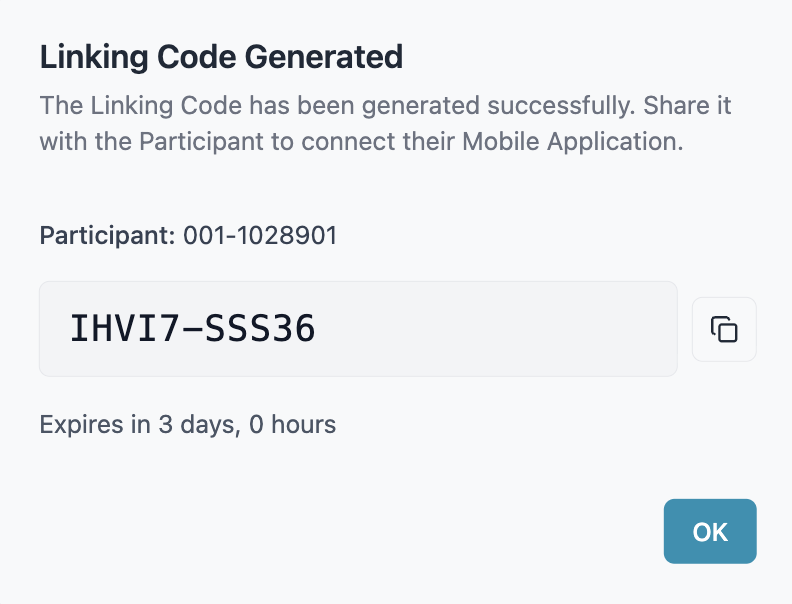 Linking Code Generated
The Linking Code has been generated successfully. Share it
with the Participant to connect their Mobile Application.
Participant: 001-1028901
IHVI7-SSS36
Expires in 3 days, 0 hours
OK